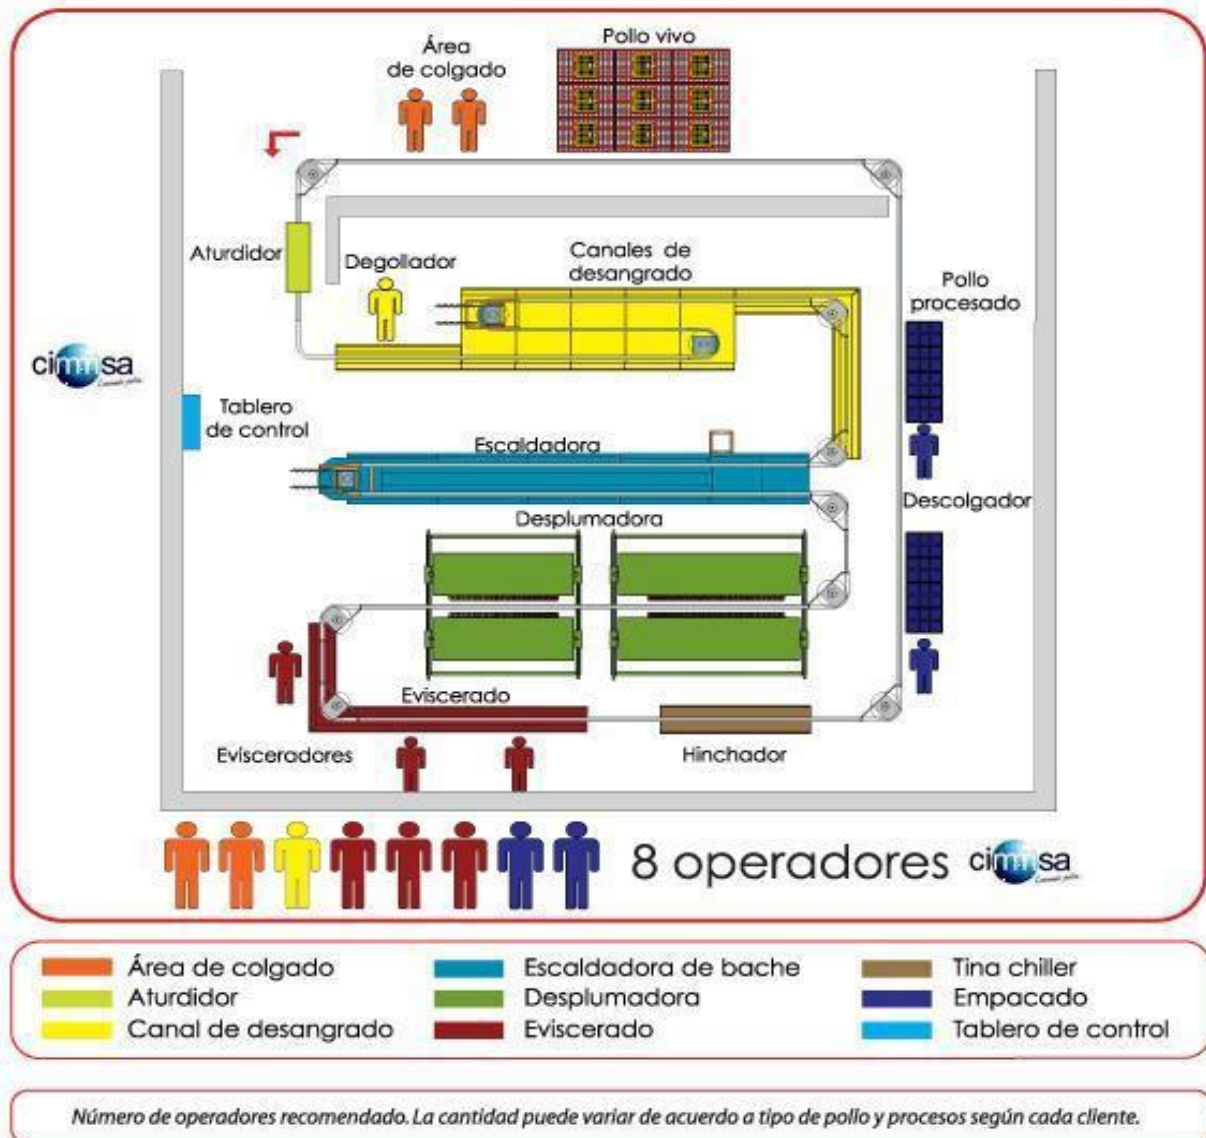 Área
de colgado
Pollo vivo
Aturdidor
Degollador
Canales de
desangrado
Pollo
procesado
cimmsa
Tablero
de control
Escaldadora
Descolgador
Desplumadora
Eviscerado
Evisceradores
Hinchador
8 operadores
cimmsa
Área de colgado
Aturdidor
Canal de desangrado
Escaldadora de bache
Desplumadora
Eviscerado
Tina chiller
Empacado
Tablero de control
Número de operadores recomendado. La cantidad puede variar de acuerdo a tipo de pollo y procesos según cada cliente.